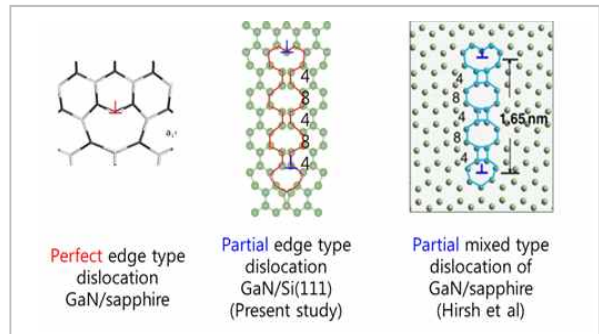 4
8
4
8
4
4
8
4
8
4
1.65 nm
Perfect edge type
dislocation
GaN/sapphire
Partial edge type
dislocation
GaN/Si(111)
(Present study)
Partial mixed type
dislocation of
GaN/sapphire
(Hirsh et al)